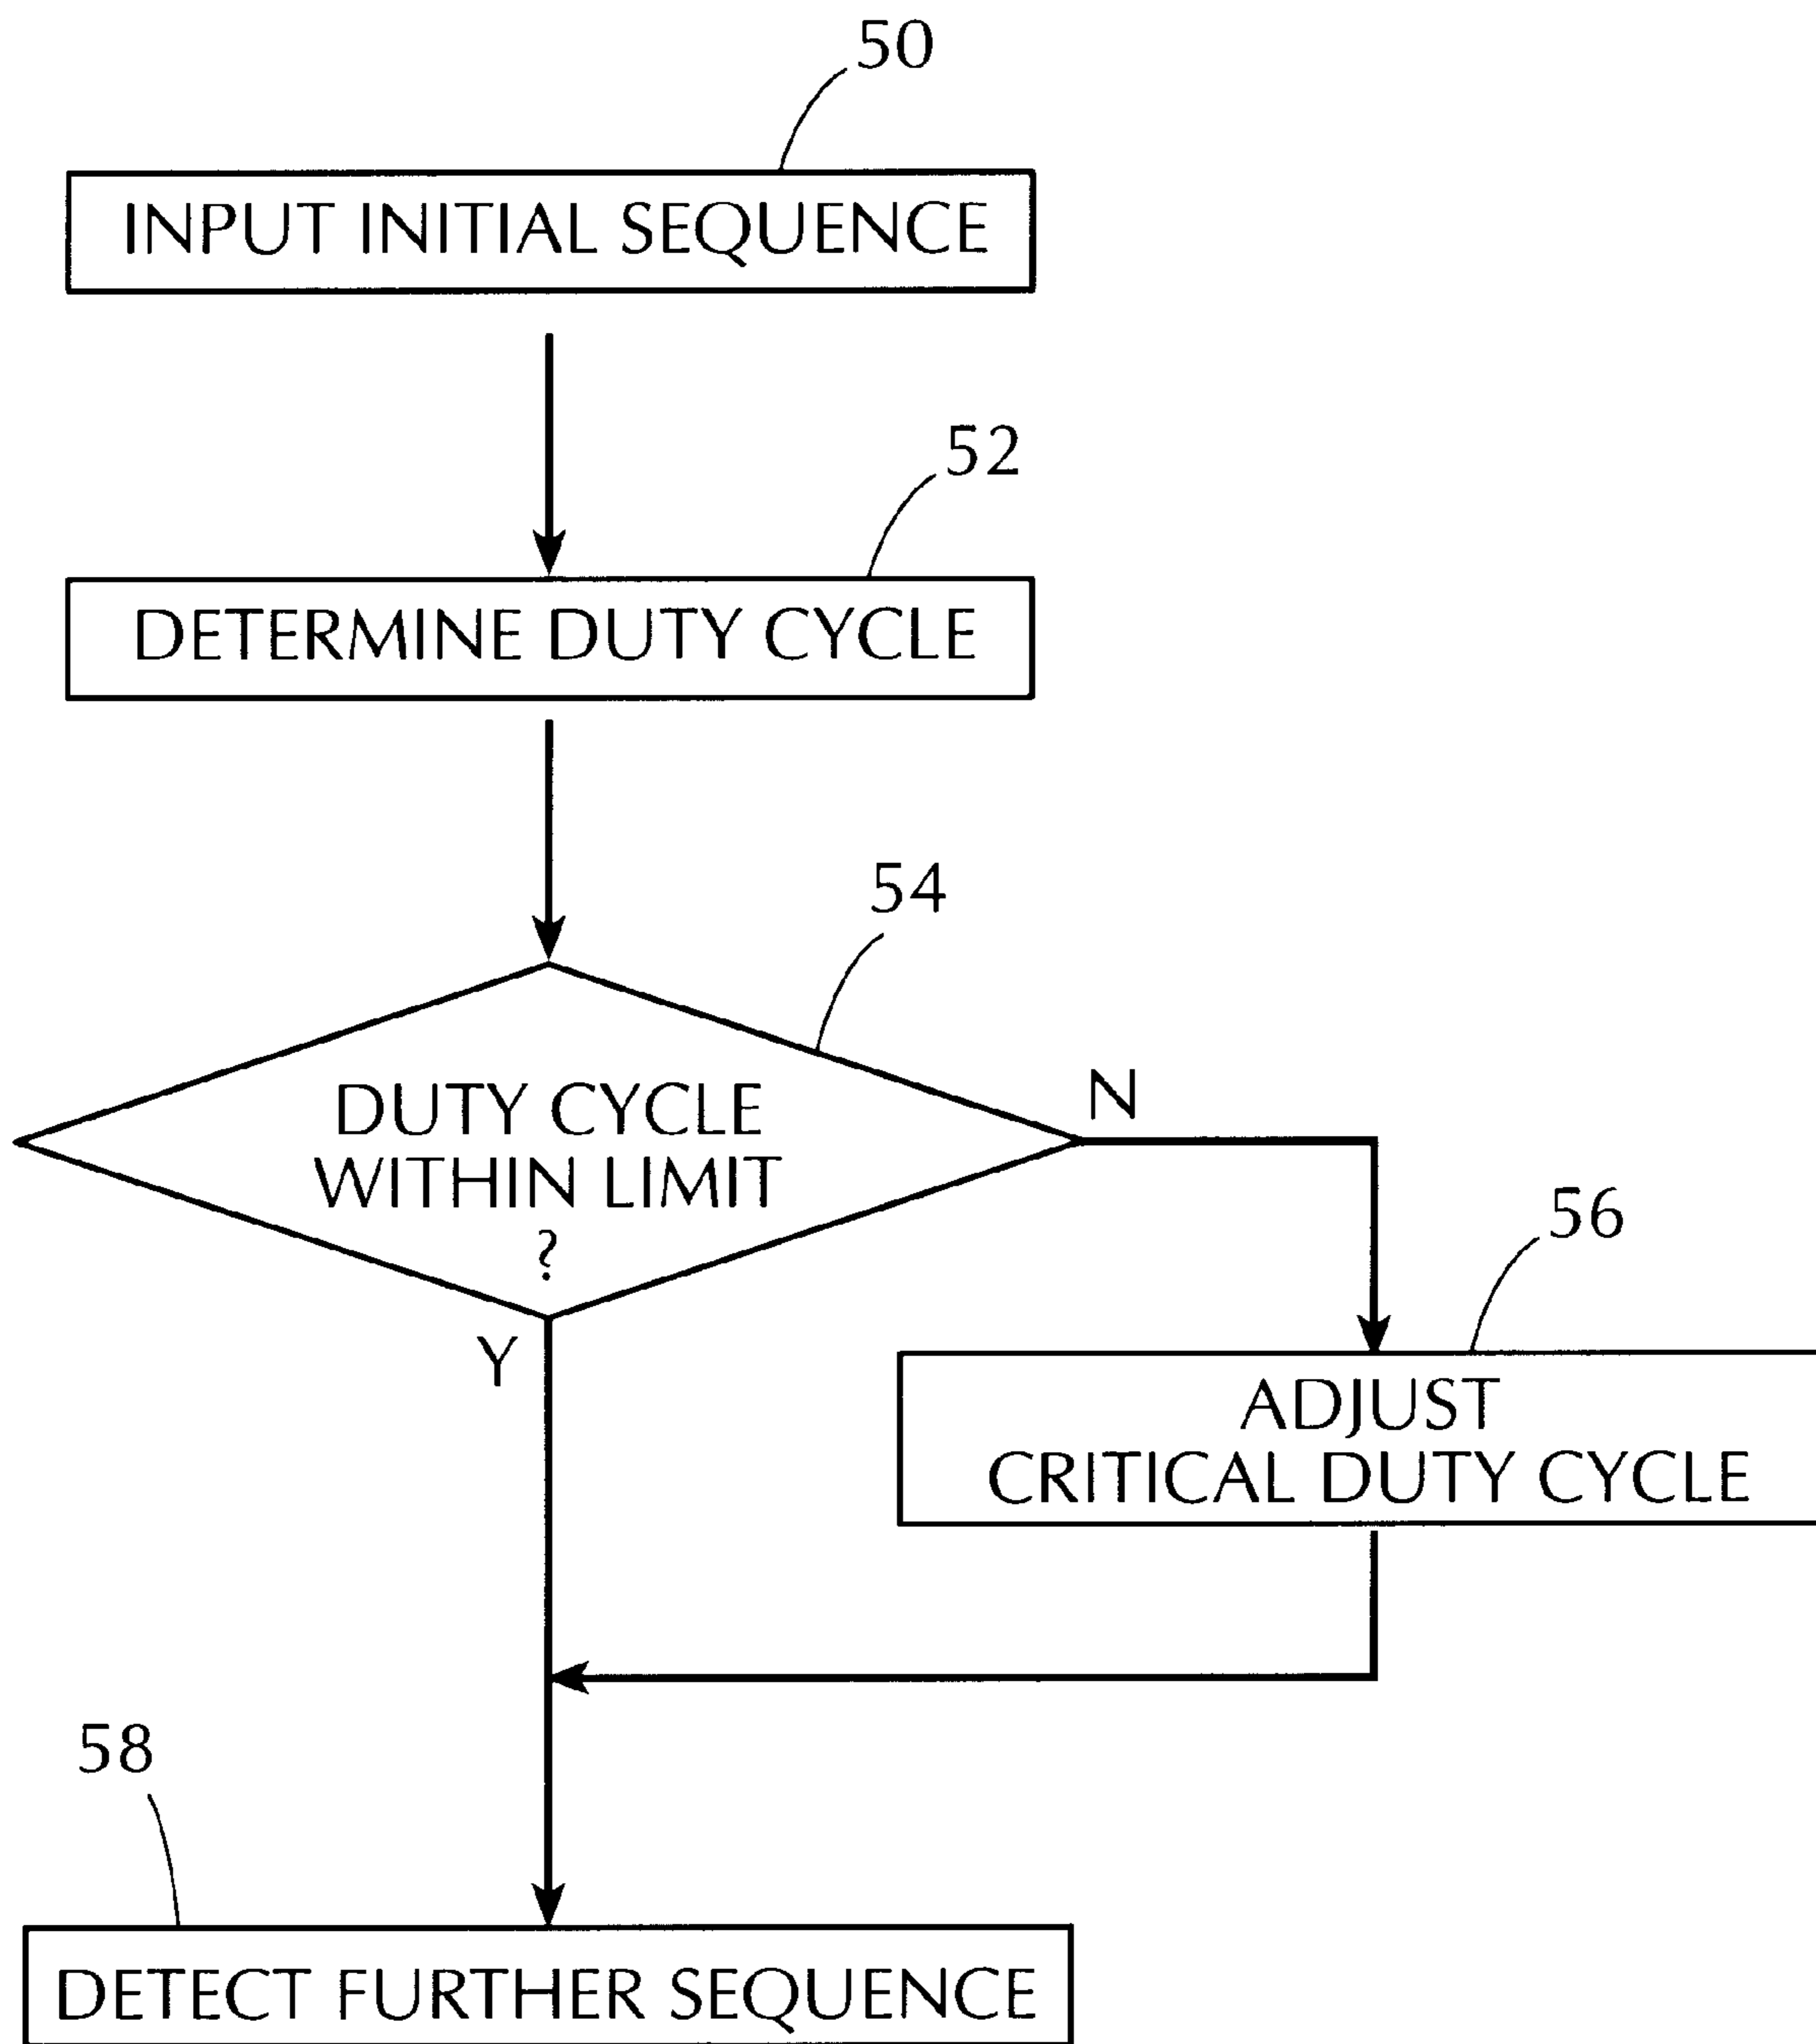 50
INPUT INITIAL SEQUENCE
52
DETERMINE DUTY CYCLE
54
DUTY CYCLE
WITHIN LIMIT
?
N
Y
56
ADJUST
CRITICAL DUTY CYCLE
58
DETECT FURTHER SEQUENCE